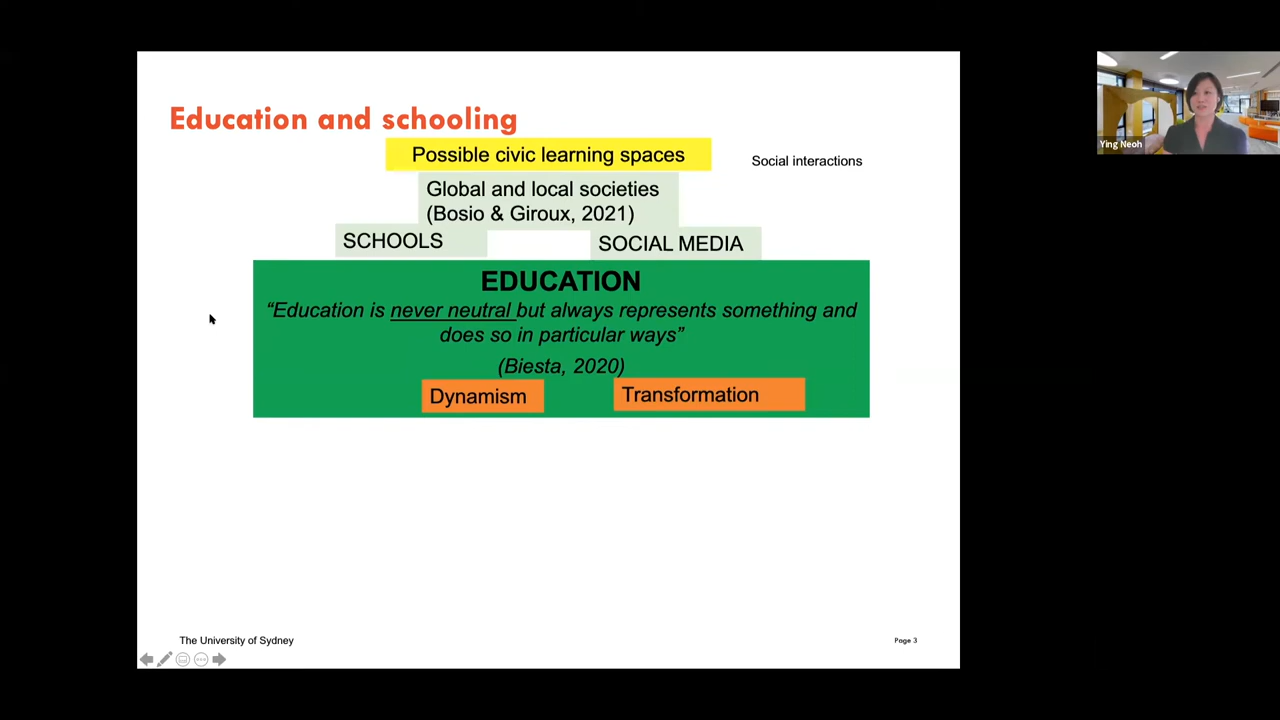 Education and schooling
Possible civic learning spaces
Social interactions
Global and local societies
(Bosio & Giroux, 2021)
SCHOOLS
SOCIAL MEDIA
EDUCATION
“Education is never neutral but always represents something and
does so in particular ways”
(Biesta, 2020)
Dynamism
Transformation
The University of Sydney
Page 3
Ying Neoh